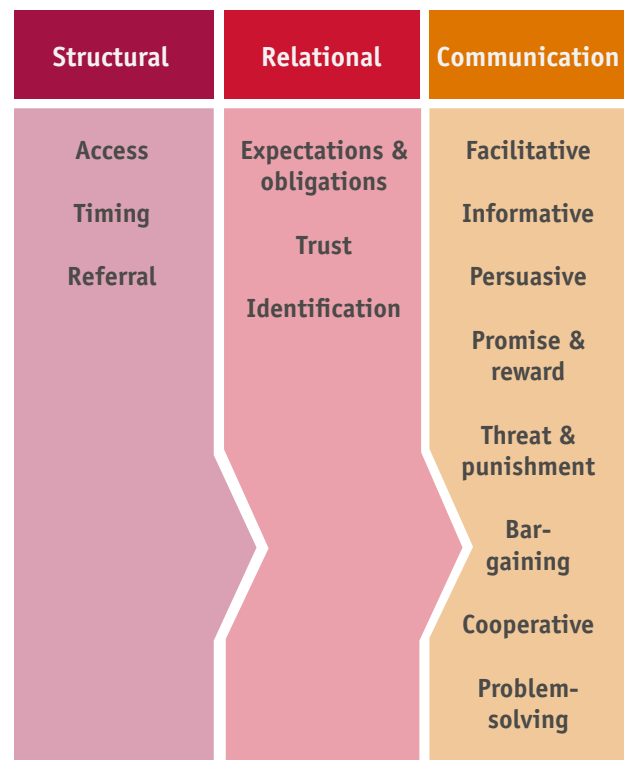 Structural
Access
Timing
Referral
Relational
Expectations &
obligations
Trust
Identification
Communication
Facilitative
Informative
Persuasive
Promise &
reward
Threat &
punishment
Bar-
gaining
Cooperative
Problem-
solving